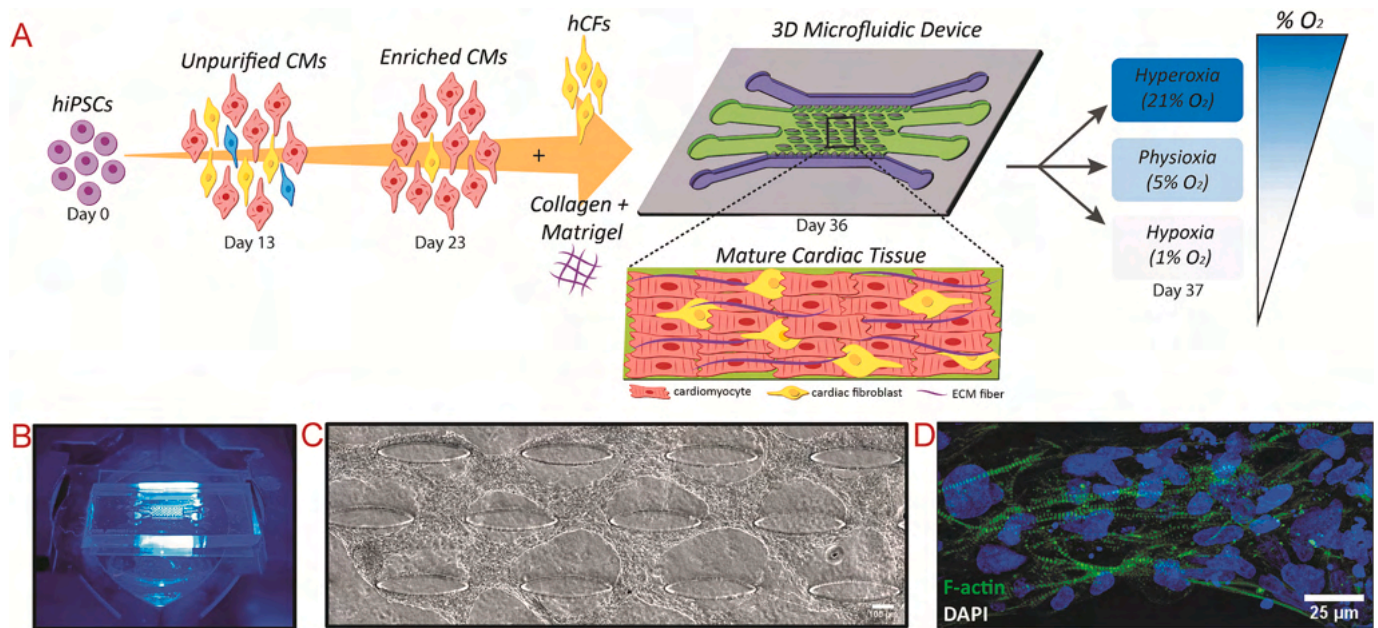 A
hiPSCs
Day 0
Unpurified CMs
Day 13
Enriched CMs
Day 23
hCFs
+
Collagen +
Matrigel
3D Microfluidic Device
Day 36
Mature Cardiac Tissue
cardiomyocyte
cardiac fibroblast
ECM fiber
Hyperoxia
(21% O₂)
Physioxia
(5% O₂)
Hypoxia
(1% O₂)
Day 37
% O₂
B
C
100 µm
D
F-actin
DAPI
25 µm